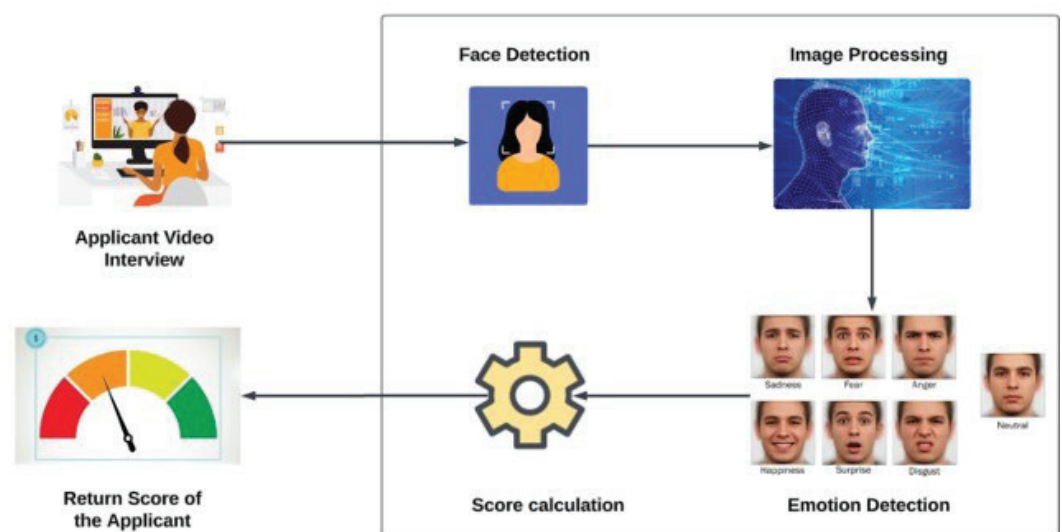 Face Detection
Image Processing
Applicant Video
Interview
Sadness
Fear
Anger
Neutral
Happiness
Surprise
Disgust
Return Score of
the Applicant
Score calculation
Emotion Detection